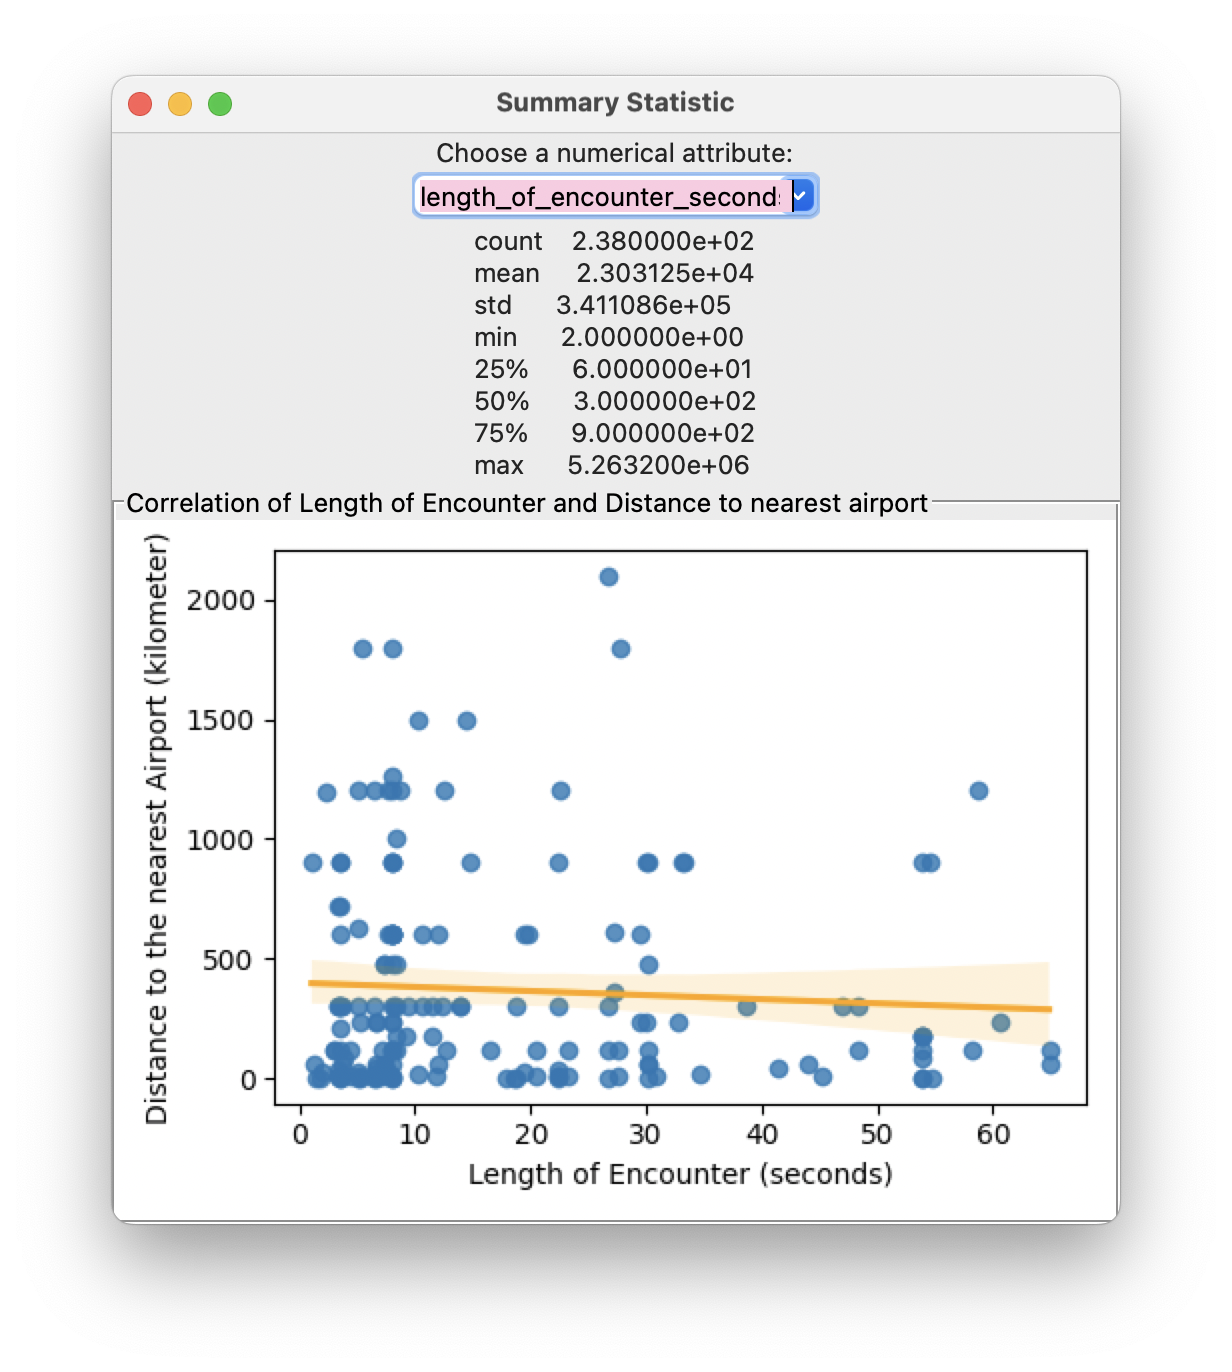 Summary Statistic
Choose a numerical attribute:
length_of_encounter_seconds
count 2.380000e+02
mean 2.303125e+04
std 3.411086e+05
min 2.000000e+00
25% 6.000000e+01
50% 3.000000e+02
75% 9.000000e+02
max 5.263200e+06
Correlation of Length of Encounter and Distance to nearest airport
Distance to the nearest Airport (kilometer)
2000
1500
1000
500
0
0 10 20 30 40 50 60
Length of Encounter (seconds)